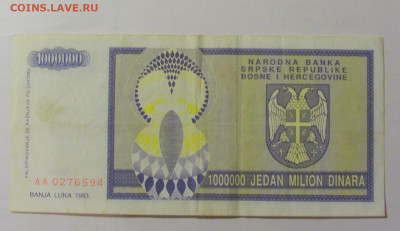 COINS.LAVE.RU
1000000
NARODNA BANKA
SRPSKE REPUBLIKE
BOSNE I HERCEGOVINE
AA 0276594
BANJA LUKA 1993.
1000000 JEDAN MILION DINARA